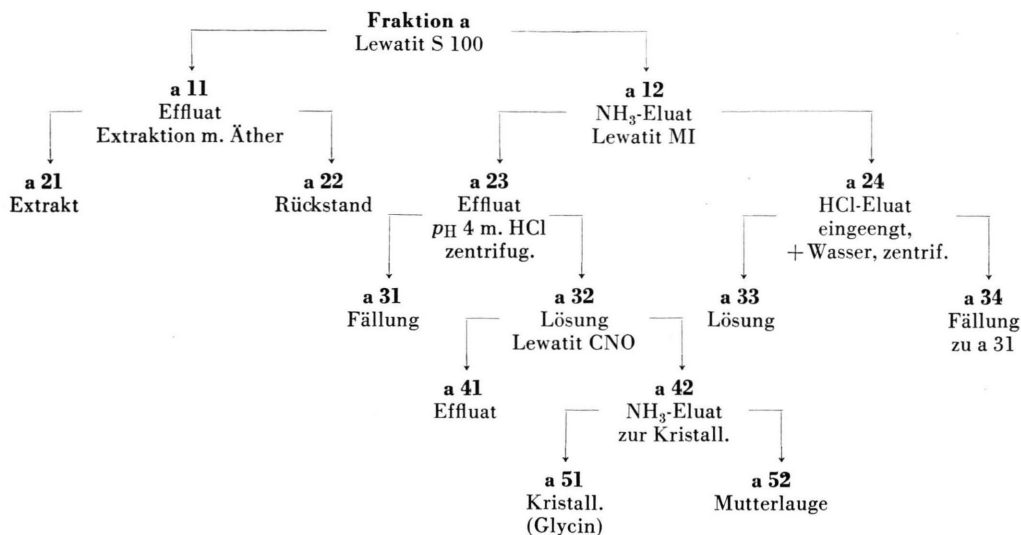 Fraktion a
Lewatit S 100
a 11
Effluat
Extraktion m. Äther
a 12
NH₃-Eluat
Lewatit MI
a 21
Extrakt
a 22
Rückstand
a 23
Effluat
pH 4 m. HCl
zentrifug.
a 24
HCl-Eluat
eingeengt,
+ Wasser, zentrif.
a 31
Fällung
a 32
Lösung
Lewatit CNO
a 33
Lösung
a 34
Fällung
zu a 31
a 41
Effluat
a 42
NH₃-Eluat
zur Kristall.
a 51
Kristall.
(Glycin)
a 52
Mutterlauge